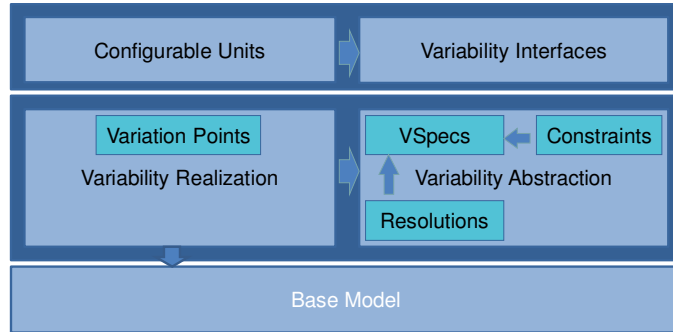 Configurable Units
Variability Interfaces
Variation Points
Variability Realization
VSpecs
Constraints
Variability Abstraction
Resolutions
Base Model